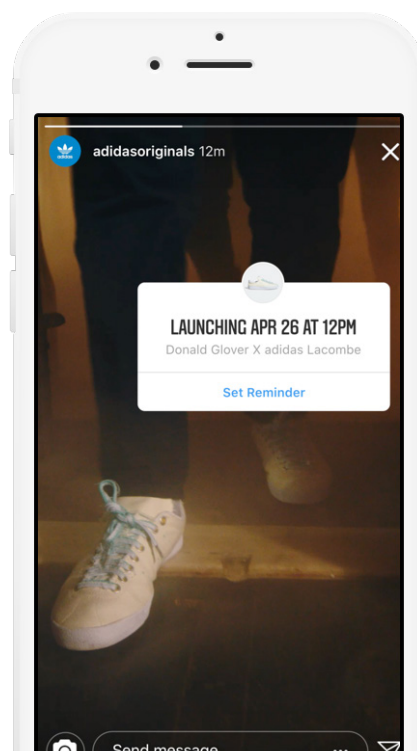 adidasoriginals 12m
LAUNCHING APR 26 AT 12PM
Donald Glover X adidas Lacombe
Set Reminder
Send message